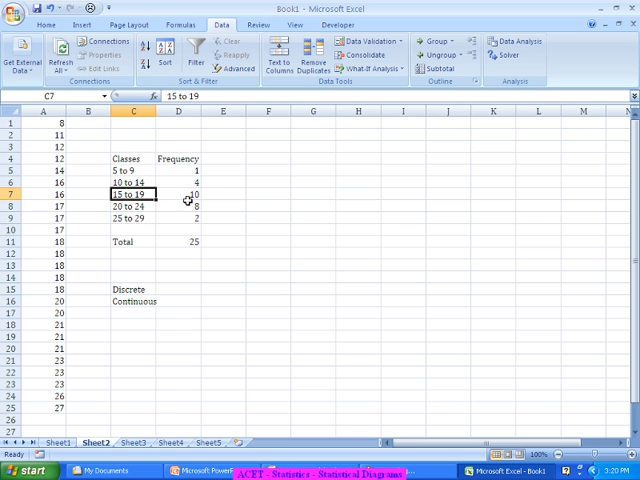 Book1 - Microsoft Excel
Home Insert Page Layout Formulas Data Review View Developer
Get External Data
Refresh All
Connections
Properties
Edit Links
Connections
Sort
Filter
Clear
Reapply
Advanced
Sort & Filter
Text to Columns
Remove Duplicates
Data Validation
Consolidate
What-If Analysis
Data Tools
Group
Ungroup
Subtotal
Outline
Data Analysis
Solver
Analysis
C7 15 to 19
A B C D E F G H I J K L M N
1 8
2 11
3 12
4 12 Classes Frequency
5 14 5 to 9 1
6 16 10 to 14 4
7 16 15 to 19 10
8 17 20 to 24 8
9 17 25 to 29 2
10 17
11 18 Total 25
12 18
13 18
14 18
15 18 Discrete
16 20 Continuous
17 20
18 21
19 21
20 21
21 23
22 23
23 23
24 26
25 27
26
27
Sheet1 Sheet2 Sheet3 Sheet4 Sheet5
Ready 100%
start My Documents Microsoft Power Microsoft Excel - Book1 3:20 PM
ACET - Statistics - Statistical Diagrams